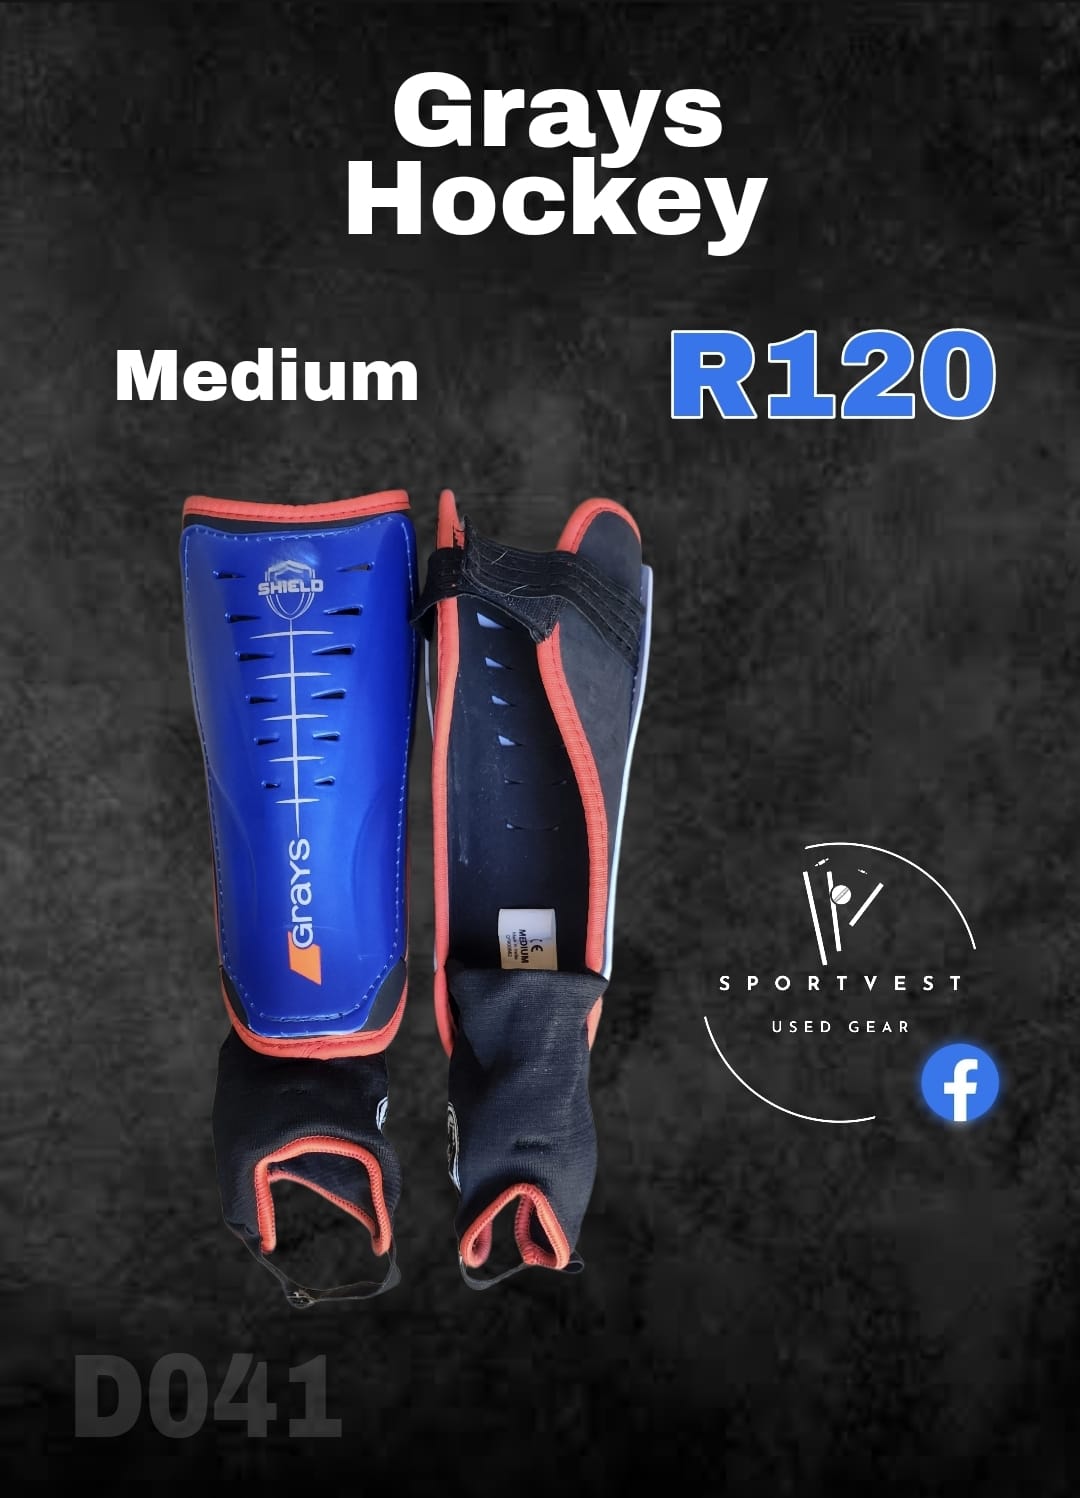 Grays
Hockey
Medium
R120
SHIELD
GRAYS
MEDIUM
CE
SPORTVEST
USED GEAR
f
D041